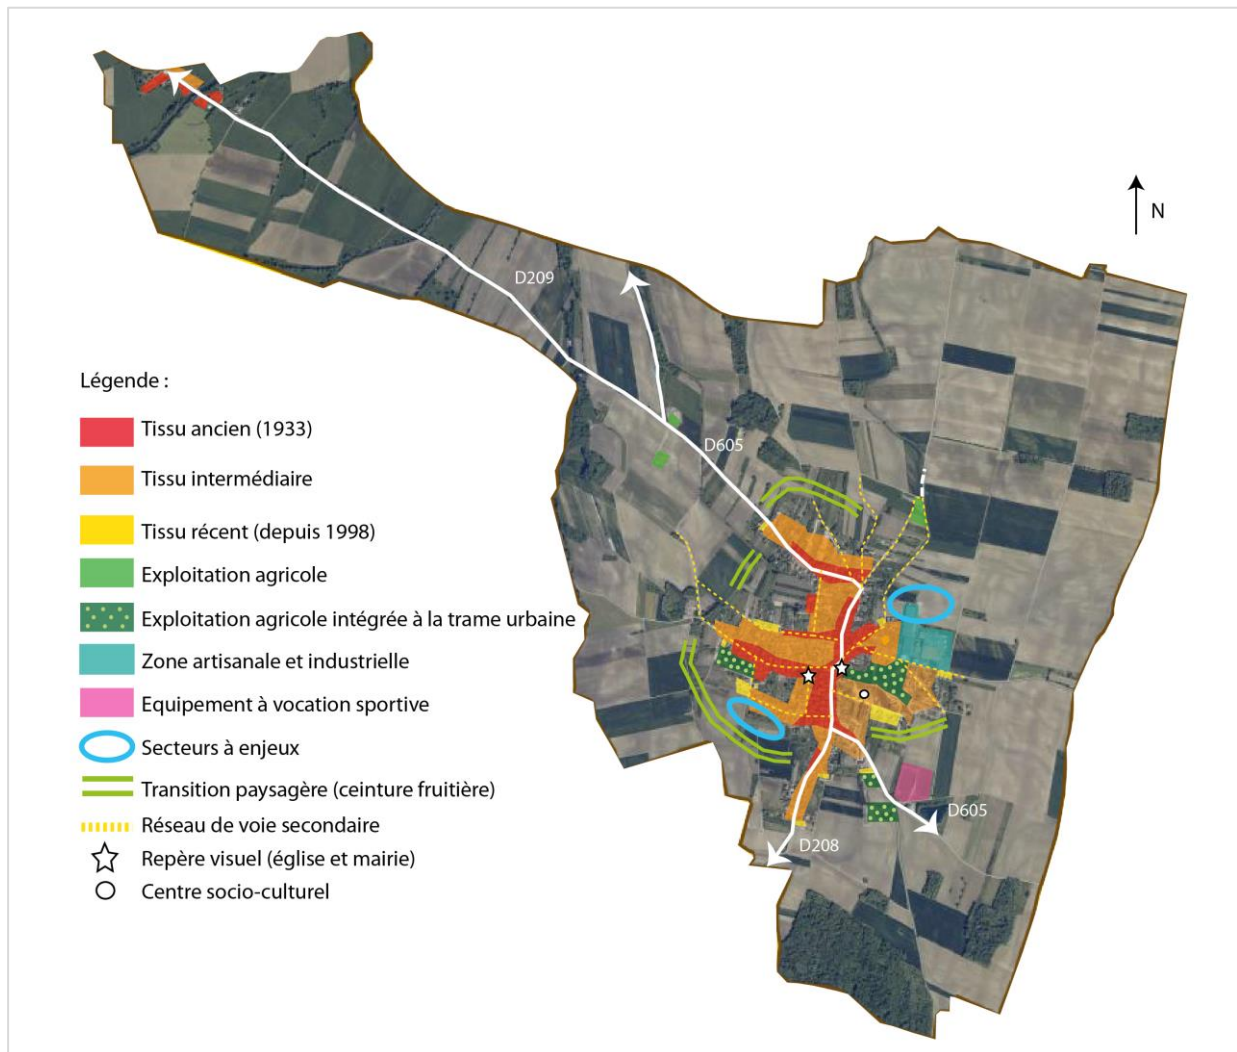 N
D209
D605
Légende :
Tissu ancien (1933)
Tissu intermédiaire
Tissu récent (depuis 1998)
Exploitation agricole
Exploitation agricole intégrée à la trame urbaine
Zone artisanale et industrielle
Equipement à vocation sportive
Secteurs à enjeux
Transition paysagère (ceinture fruitière)
Réseau de voie secondaire
Repère visuel (église et mairie)
Centre socio-culturel
D605
D208